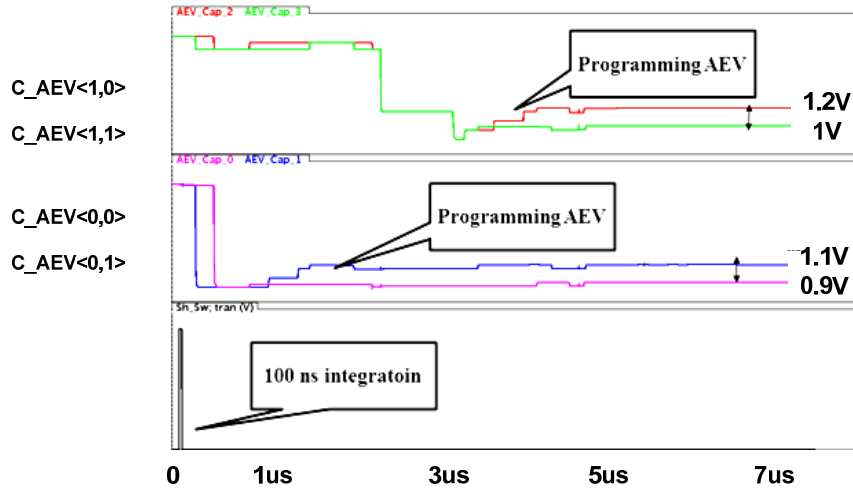 AEV_Cap_2 AEV_Cap_3
Programming AEV
C_AEV<1,0>
1.2V
C_AEV<1,1>
1V
AEV_Cap_0 AEV_Cap_1
Programming AEV
C_AEV<0,0>
C_AEV<0,1>
1.1V
0.9V
Sh_Sw; tran (V)
100 ns integratoin
0 1us 3us 5us 7us